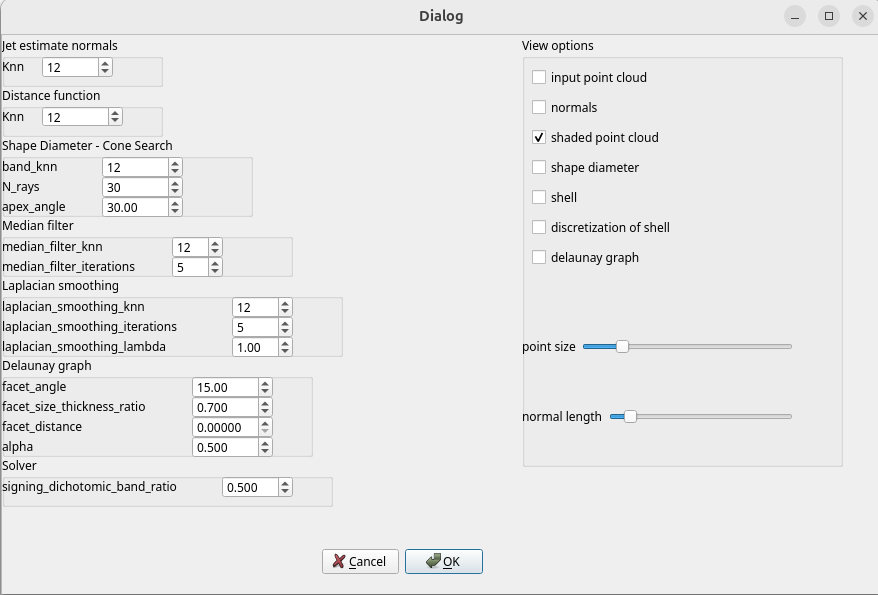 Dialog
Jet estimate normals
Knn 12
Distance function
Knn 12
Shape Diameter - Cone Search
band_knn 12
N_rays 30
apex_angle 30.00
Median filter
median_filter_knn 12
median_filter_iterations 5
Laplacian smoothing
laplacian_smoothing_knn 12
laplacian_smoothing_iterations 5
laplacian_smoothing_lambda 1.00
Delaunay graph
facet_angle 15.00
facet_size_thickness_ratio 0.700
facet_distance 0.00000
alpha 0.500
Solver
signing_dichotomic_band_ratio 0.500
View options
input point cloud
normals
shaded point cloud
shape diameter
shell
discretization of shell
delaunay graph
point size
normal length
Cancel OK